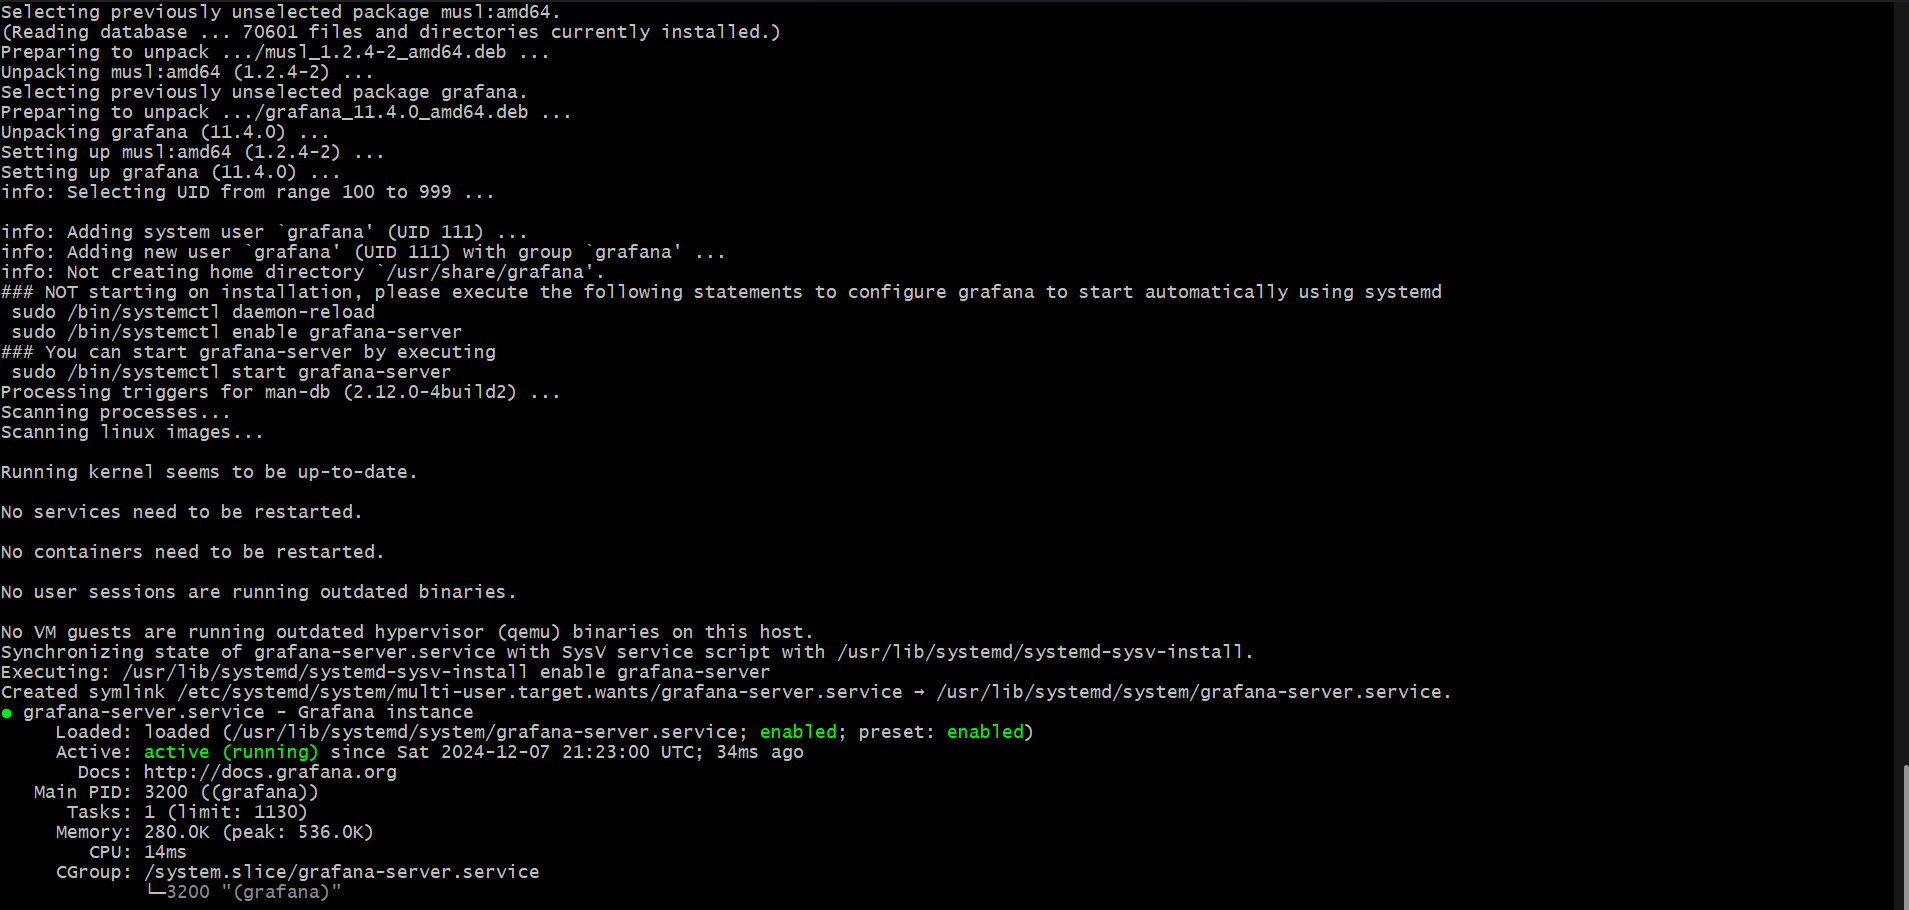 Selecting previously unselected package musl:amd64.
(Reading database ... 70601 files and directories currently installed.)
Preparing to unpack .../musl_1.2.4-2_amd64.deb ...
Unpacking musl:amd64 (1.2.4-2) ...
Selecting previously unselected package grafana.
Preparing to unpack .../grafana_11.4.0_amd64.deb ...
Unpacking grafana (11.4.0) ...
Setting up musl:amd64 (1.2.4-2) ...
Setting up grafana (11.4.0) ...
info: Selecting UID from range 100 to 999 ...

info: Adding system user `grafana' (UID 111) ...
info: Adding new user `grafana' (UID 111) with group `grafana' ...
info: Not creating home directory `/usr/share/grafana'.
### NOT starting on installation, please execute the following statements to configure grafana to start automatically using systemd
 sudo /bin/systemctl daemon-reload
 sudo /bin/systemctl enable grafana-server
### You can start grafana-server by executing
 sudo /bin/systemctl start grafana-server
Processing triggers for man-db (2.12.0-4build2) ...
Scanning processes...
Scanning linux images...

Running kernel seems to be up-to-date.

No services need to be restarted.

No containers need to be restarted.

No user sessions are running outdated binaries.

No VM guests are running outdated hypervisor (qemu) binaries on this host.
Synchronizing state of grafana-server.service with SysV service script with /usr/lib/systemd/systemd-sysv-install.
Executing: /usr/lib/systemd/systemd-sysv-install enable grafana-server
Created symlink /etc/systemd/system/multi-user.target.wants/grafana-server.service → /usr/lib/systemd/system/grafana-server.service.
● grafana-server.service - Grafana instance
     Loaded: loaded (/usr/lib/systemd/system/grafana-server.service; enabled; preset: enabled)
     Active: active (running) since Sat 2024-12-07 21:23:00 UTC; 34ms ago
       Docs: http://docs.grafana.org
   Main PID: 3200 ((grafana))
      Tasks: 1 (limit: 1130)
     Memory: 280.0K (peak: 536.0K)
        CPU: 14ms
     CGroup: /system.slice/grafana-server.service
             └─3200 "(grafana)"